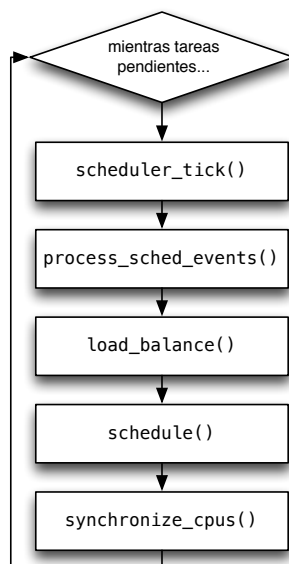 mientras tareas
pendientes...
scheduler_tick()
process_sched_events()
load_balance()
schedule()
synchronize_cpus()